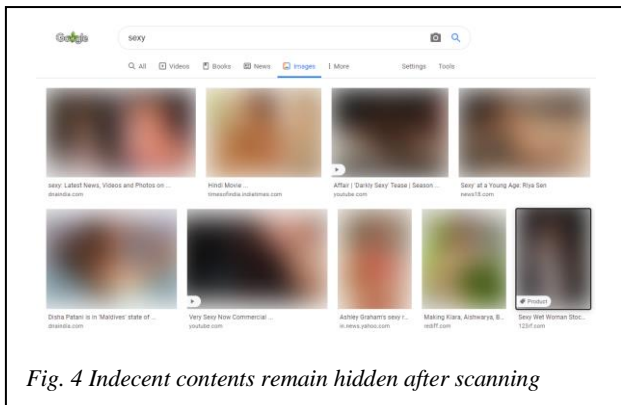 Google
sexy
All Videos Books News Images More Settings Tools
sexy: Latest News, Videos and Photos on ...
dnaindia.com
Hindi Movie ...
timesofindia.indiatimes.com
Affair | 'Darkly Sexy' Tease | Season ...
youtube.com
Sexy' at a Young Age: Riya Sen
news18.com
Disha Patani is in 'Maldives' state of ...
dnaindia.com
Very Sexy Now Commercial ...
youtube.com
Ashley Graham's sexy r...
in.news.yahoo.com
Making Kiara, Aishwarya, B...
rediff.com
Product
Sexy Wet Woman Stoc...
123rf.com
Fig. 4 Indecent contents remain hidden after scanning